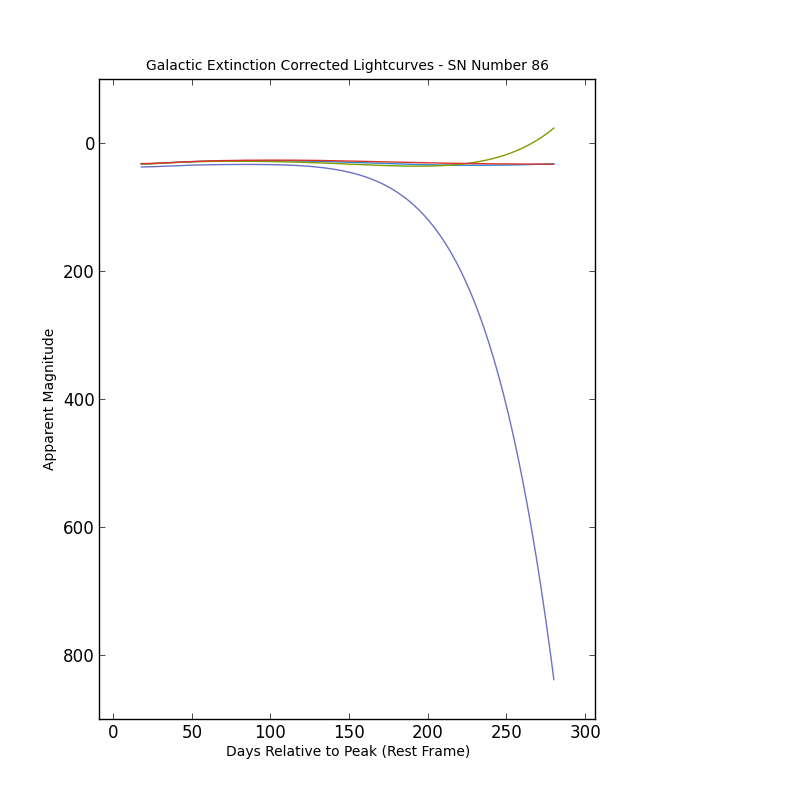 Galactic Extinction Corrected Lightcurves - SN Number 86
0
200
400
600
800
Apparent Magnitude
0 50 100 150 200 250 300
Days Relative to Peak (Rest Frame)